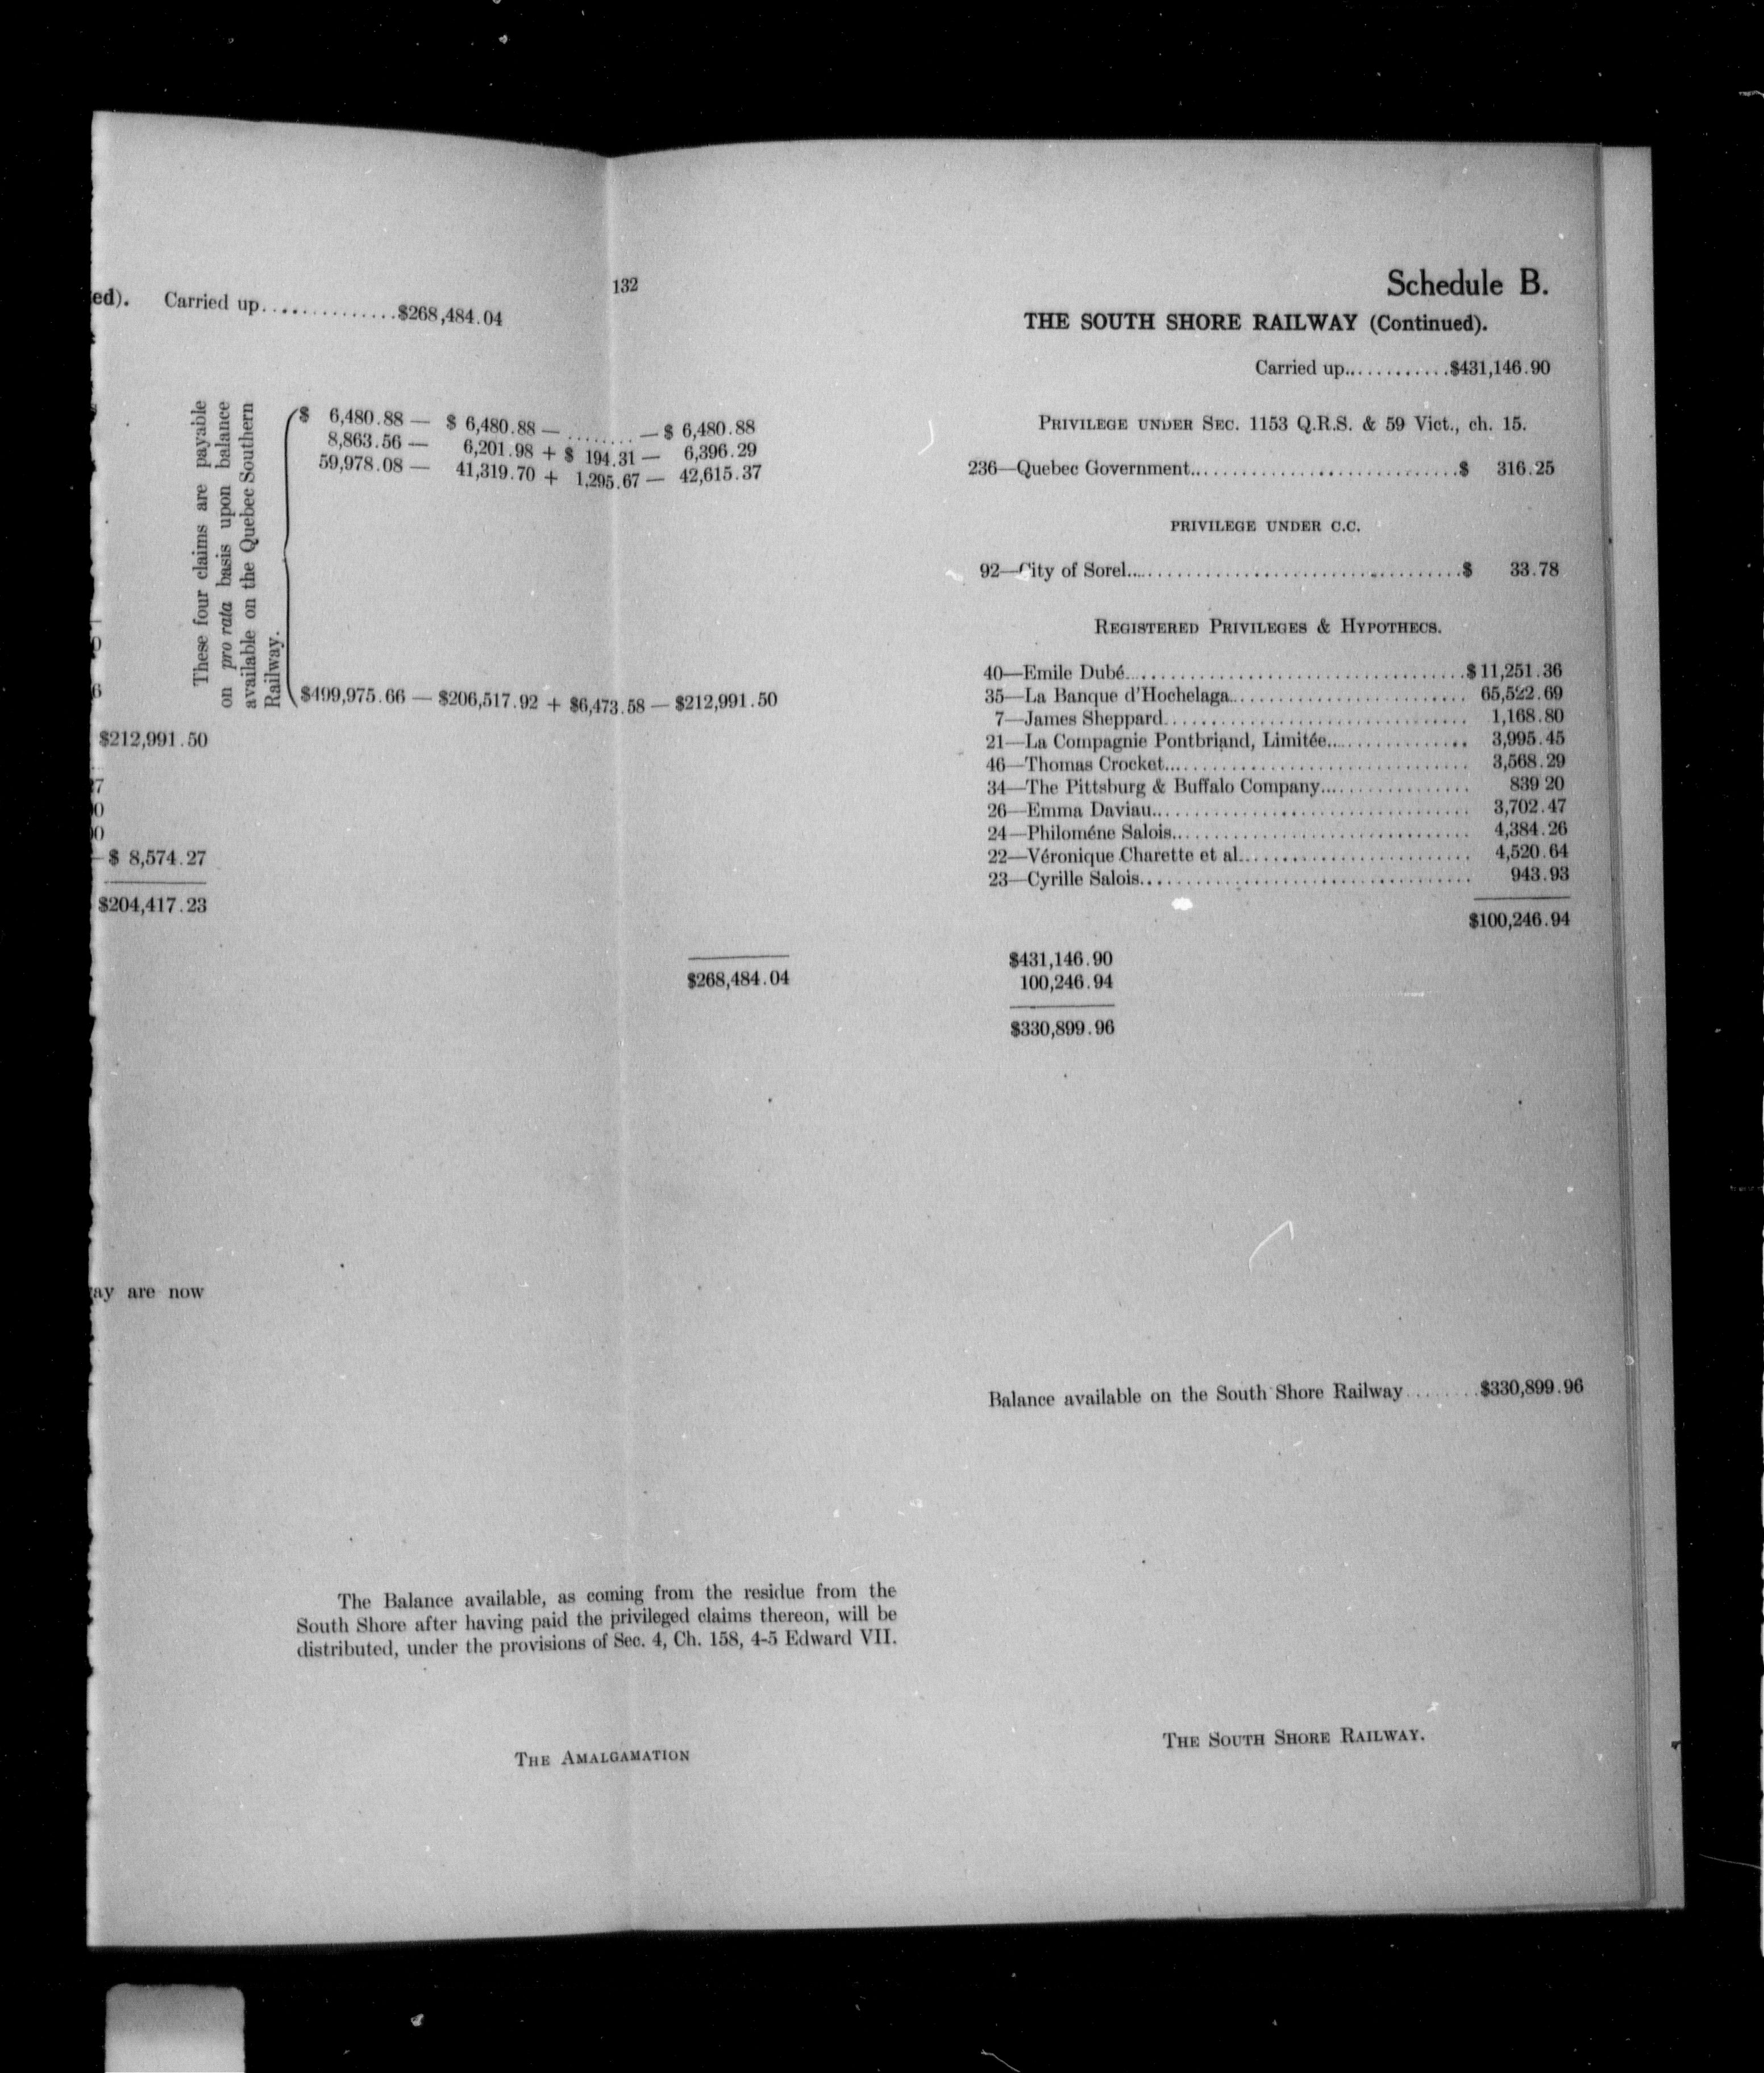 132
ed). Carried up..............$268,484.04
These four claims are payable
on pro rata basis upon balance
available on the Quebec Southern
Railway.
$ 6,480.88 — $ 6,480.88 — ........ — $ 6,480.88
8,863.56 — 6,201.98 + $ 194.31 — 6,396.29
59,978.08 — 41,319.70 + 1,295.67 — 42,615.37
$499,975.66 — $206,517.92 + $6,473.58 — $212,991.50
$212,991.50
7
0
0
— $ 8,574.27
$204,417.23
$268,484.04
ay are now
The Balance available, as coming from the residue from the
South Shore after having paid the privileged claims thereon, will be
distributed, under the provisions of Sec. 4, Ch. 158, 4-5 Edward VII.
THE AMALGAMATION
Schedule B.
THE SOUTH SHORE RAILWAY (Continued).
Carried up............$431,146.90
PRIVILEGE UNDER SEC. 1153 Q.R.S. & 59 Vict., ch. 15.
236—Quebec Government..............................$ 316.25
PRIVILEGE UNDER C.C.
92—City of Sorel.....................................$ 33.78
REGISTERED PRIVILEGES & HYPOTHECS.
40—Emile Dubé.....................................$11,251.36
35—La Banque d'Hochelaga......................... 65,522.69
7—James Sheppard................................ 1,168.80
21—La Compagnie Pontbriand, Limitée............... 3,995.45
46—Thomas Crocket................................ 3,568.29
34—The Pittsburg & Buffalo Company................ 839 20
26—Emma Daviau.................................. 3,702.47
24—Philoméne Salois............................... 4,384.26
22—Véronique Charette et al........................ 4,520.64
23—Cyrille Salois................................... 943.93
$100,246.94
$431,146.90
100,246.94
$330,899.96
Balance available on the South Shore Railway........$330,899.96
THE SOUTH SHORE RAILWAY.